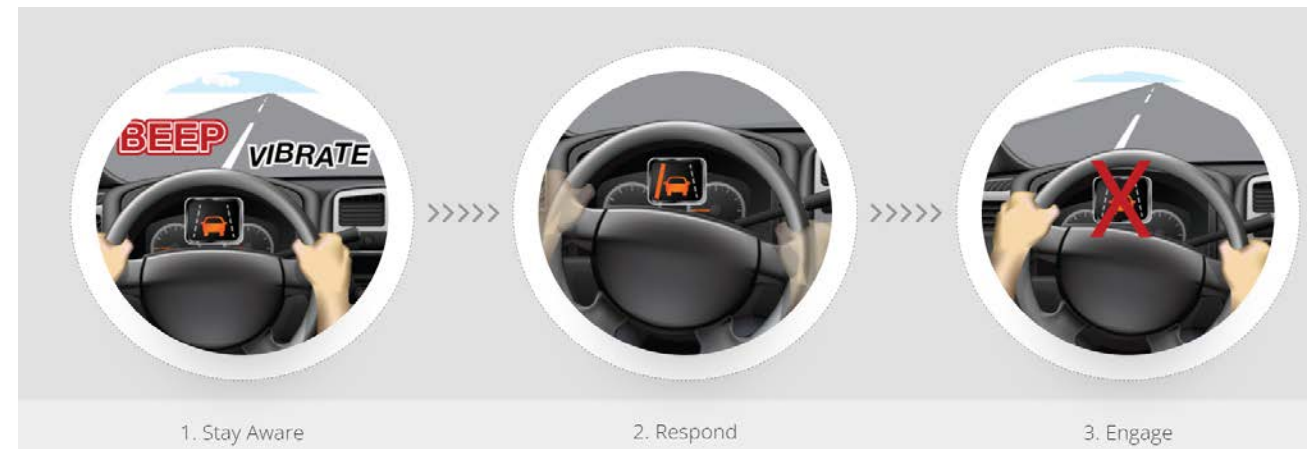 BEEP
VIBRATE
>>>>>
>>>>>
X
1. Stay Aware
2. Respond
3. Engage